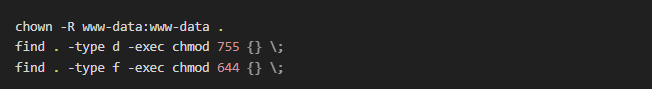 chown -R www-data:www-data .
find . -type d -exec chmod 755 {} \;
find . -type f -exec chmod 644 {} \;